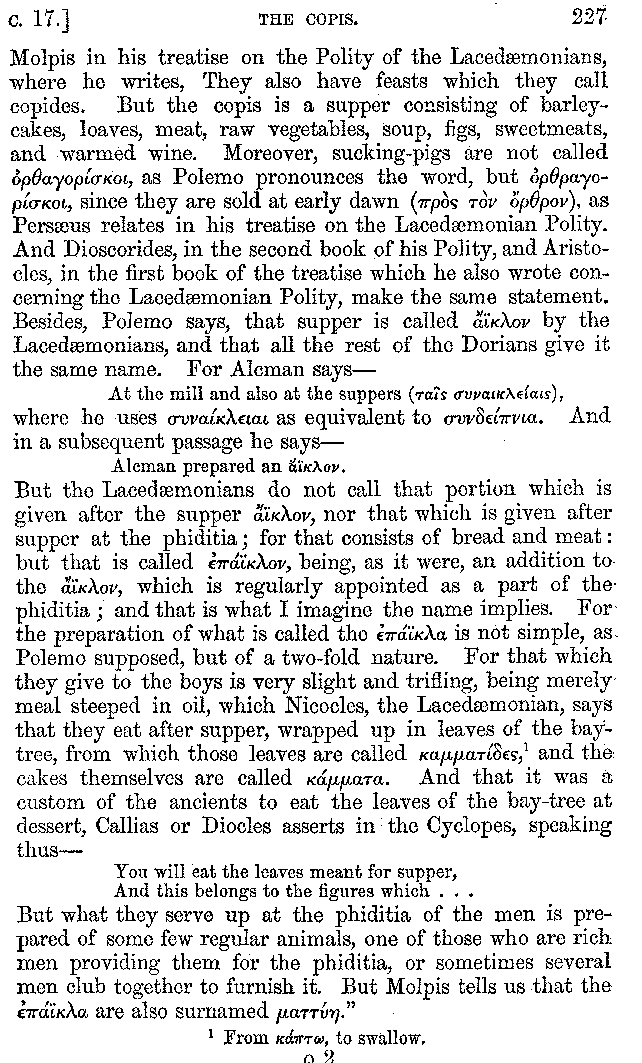 c. 17.] THE COPIS. 227
Molpis in his treatise on the Polity of the Lacedæmonians,
where he writes, They also have feasts which they call
copides. But the copis is a supper consisting of barley-
cakes, loaves, meat, raw vegetables, soup, figs, sweetmeats,
and warmed wine. Moreover, sucking-pigs are not called
ὀρθαγορίσκοι, as Polemo pronounces the word, but ὀρθραγο-
ρίσκοι, since they are sold at early dawn (πρὸς τὸν ὄρθρον), as
Persæus relates in his treatise on the Lacedæmonian Polity.
And Dioscorides, in the second book of his Polity, and Aristo-
cles, in the first book of the treatise which he also wrote con-
cerning the Lacedæmonian Polity, make the same statement.
Besides, Polemo says, that supper is called ἄϊκλον by the
Lacedæmonians, and that all the rest of the Dorians give it
the same name. For Alcman says—
At the mill and also at the suppers (ταῖς συναικλείαις),
where he uses συναίκλειαι as equivalent to συνδείπνια. And
in a subsequent passage he says—
Alcman prepared an ἄϊκλον.
But the Lacedæmonians do not call that portion which is
given after the supper ἄϊκλον, nor that which is given after
supper at the phiditia; for that consists of bread and meat:
but that is called ἐπάϊκλον, being, as it were, an addition to
the ἄϊκλον, which is regularly appointed as a part of the
phiditia; and that is what I imagine the name implies. For
the preparation of what is called the ἐπάϊκλα is not simple, as
Polemo supposed, but of a two-fold nature. For that which
they give to the boys is very slight and trifling, being merely
meal steeped in oil, which Nicocles, the Lacedæmonian, says
that they eat after supper, wrapped up in leaves of the bay-
tree, from which those leaves are called καμματίδες,¹ and the
cakes themselves are called κάμματα. And that it was a
custom of the ancients to eat the leaves of the bay-tree at
dessert, Callias or Diocles asserts in the Cyclopes, speaking
thus—
You will eat the leaves meant for supper,
And this belongs to the figures which . . .
But what they serve up at the phiditia of the men is pre-
pared of some few regular animals, one of those who are rich
men providing them for the phiditia, or sometimes several
men club together to furnish it. But Molpis tells us that the
ἐπάϊκλα are also surnamed ματτύη."
¹ From κάπτω, to swallow.
Q 2